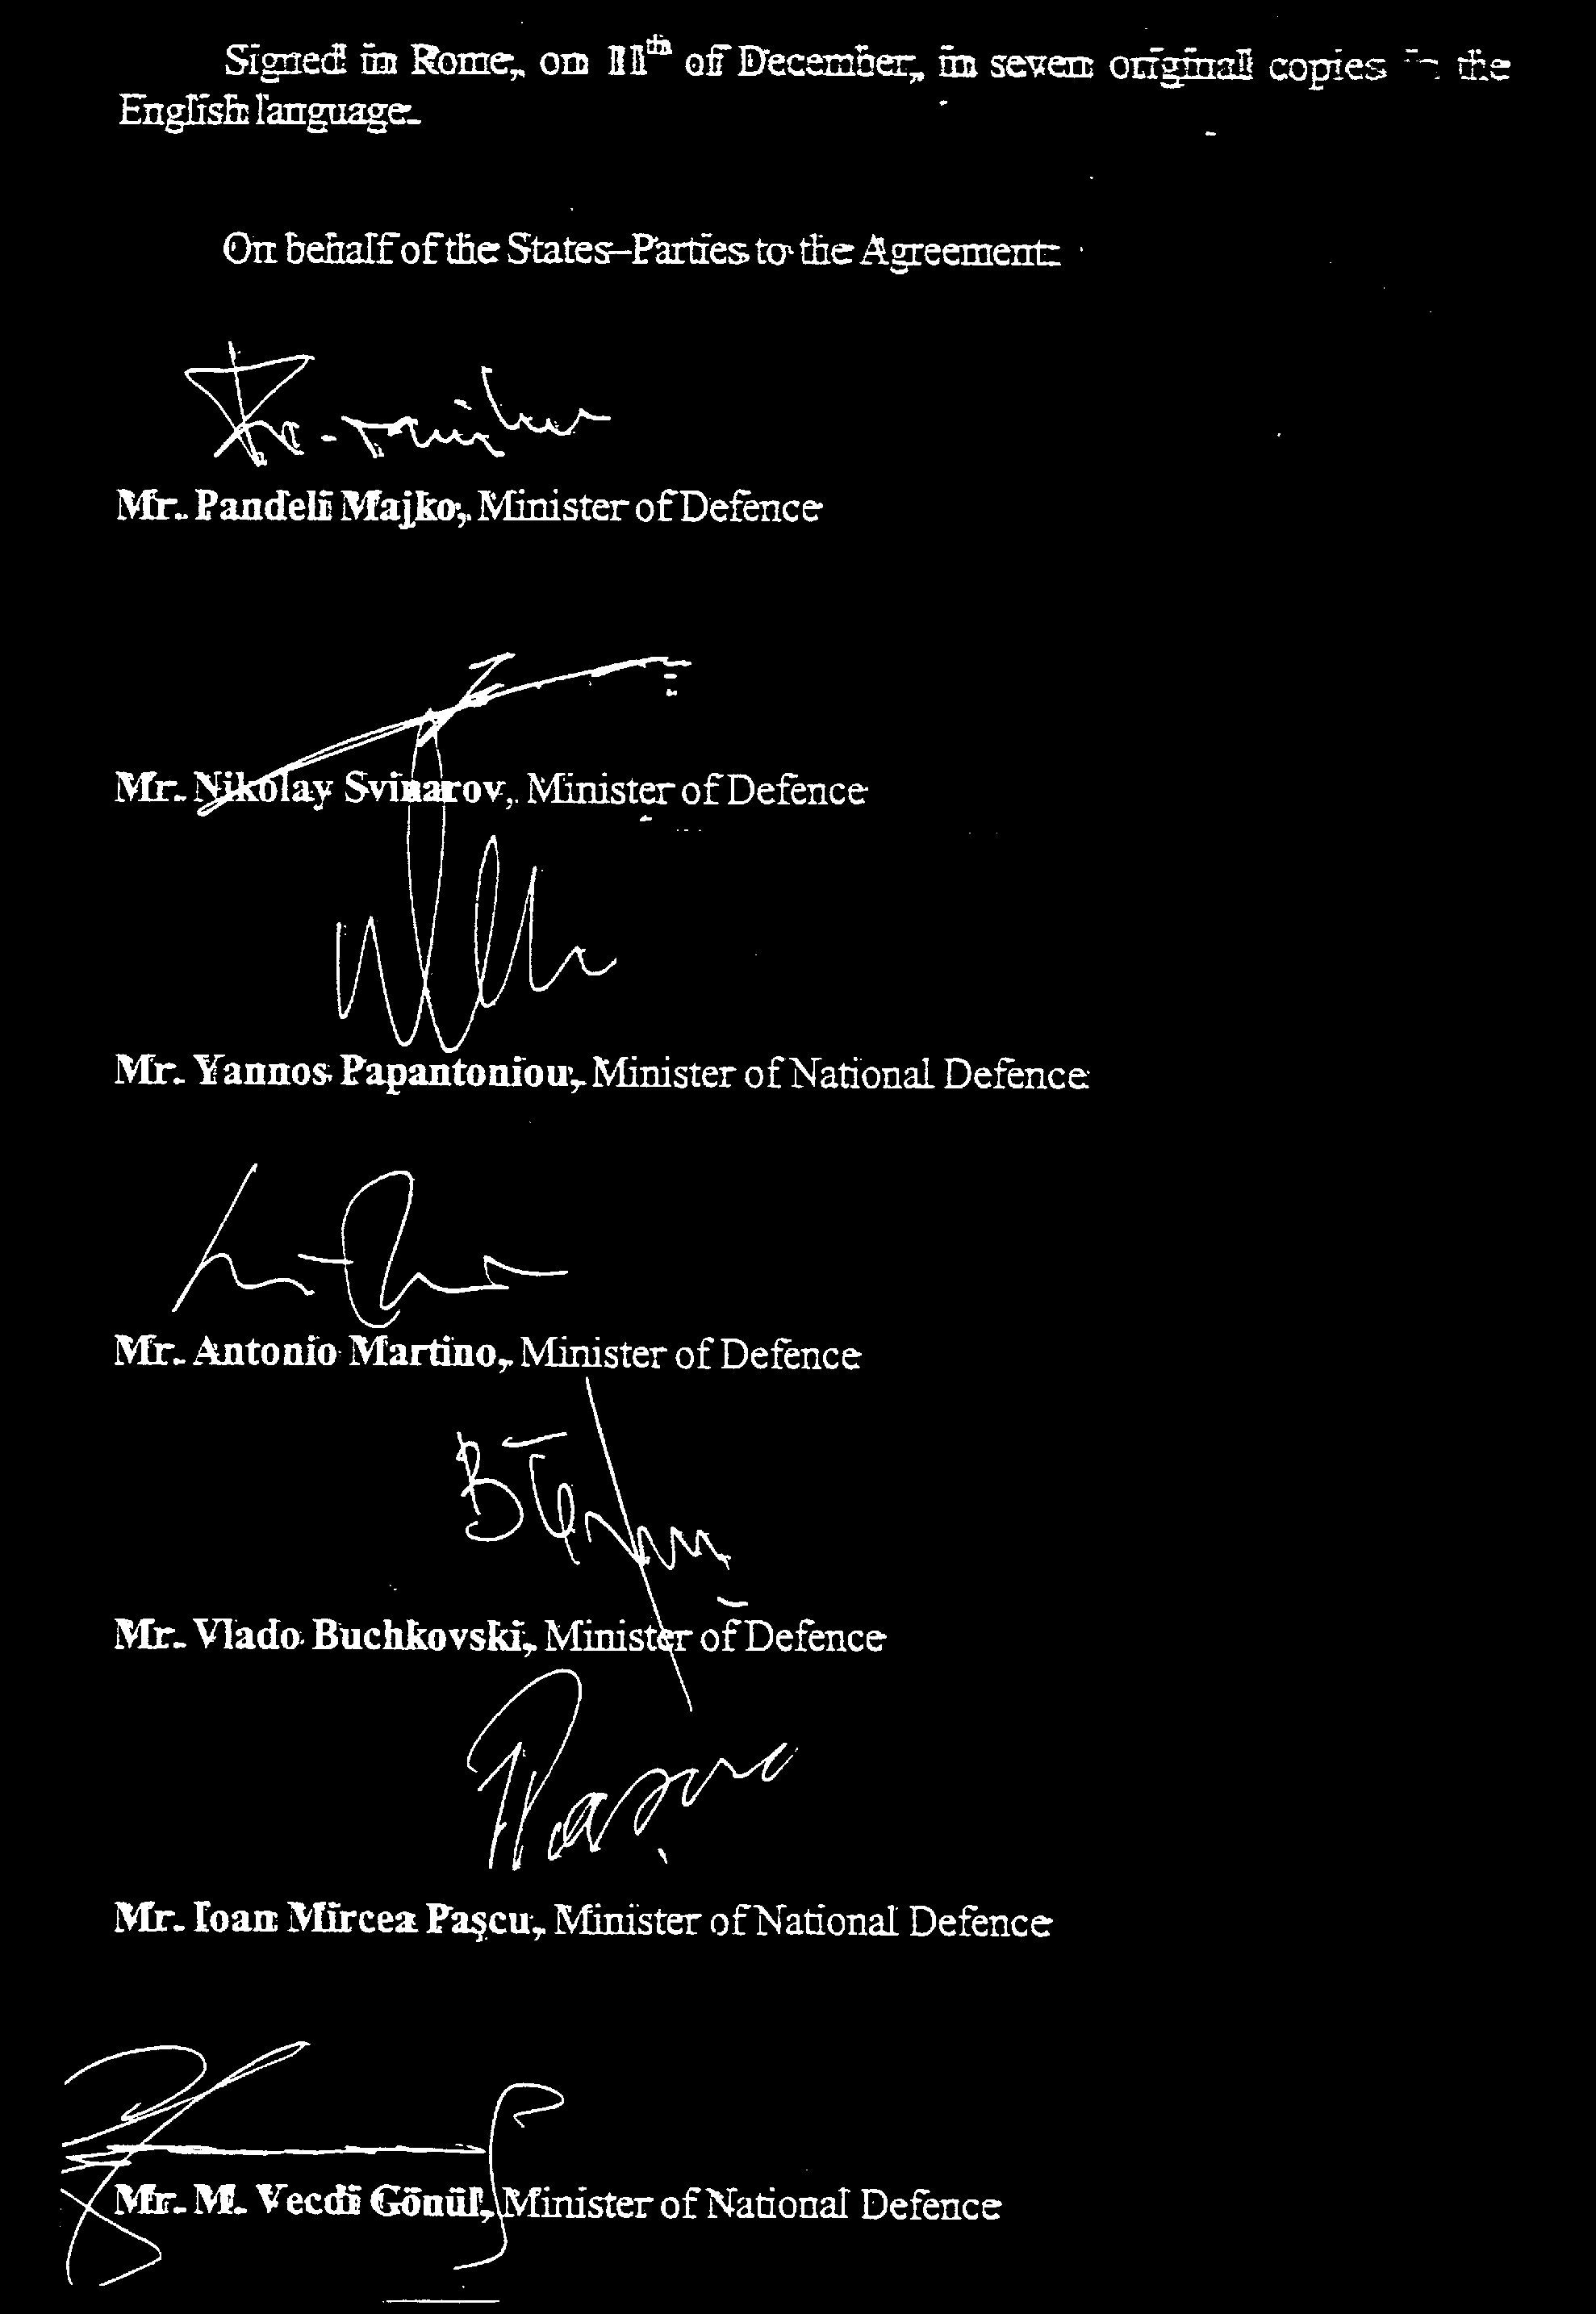 Signed in Rome, on 11th of December, in seven original copies in the
English language.
On behalf of the States–Parties to the Agreement:
Mr. Pandeli Majko, Minister of Defence
Mr. Nikolay Svinarov, Minister of Defence
Mr. Yannos Papantoniou, Minister of National Defence
Mr. Antonio Martino, Minister of Defence
Mr. Vlado Buchkovski, Minister of Defence
Mr. Ioan Mircea Paşcu, Minister of National Defence
Mr. M. Vecdi Gönül, Minister of National Defence